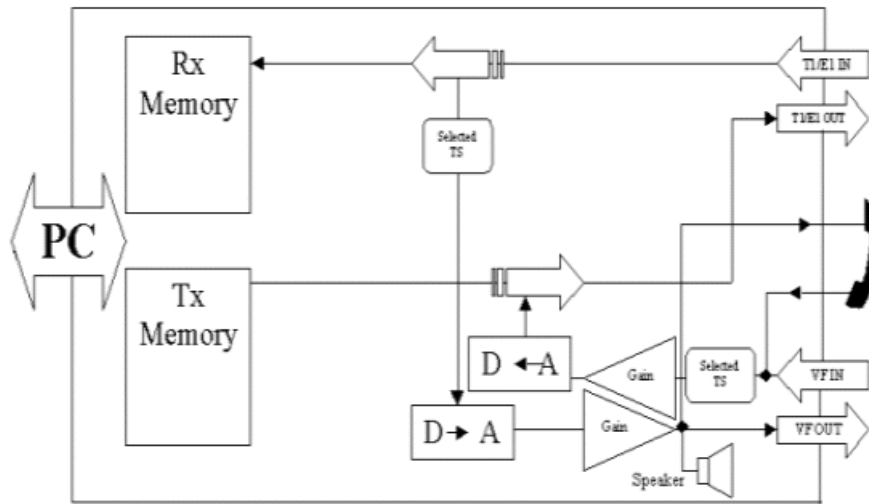 Rx
Memory
T1/E1 IN
T1/E1 OUT
Selected
TS
PC
Tx
Memory
D A
Gain
Selected
TS
VF IN
D A
Gain
VF OUT
Speaker